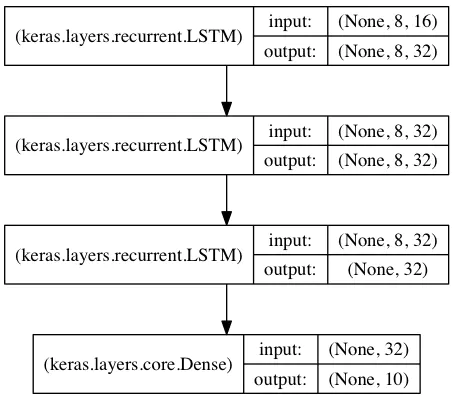 (keras.layers.recurrent.LSTM) input: (None, 8, 16)
output: (None, 8, 32)
(keras.layers.recurrent.LSTM) input: (None, 8, 32)
output: (None, 8, 32)
(keras.layers.recurrent.LSTM) input: (None, 8, 32)
output: (None, 32)
(keras.layers.core.Dense) input: (None, 32)
output: (None, 10)